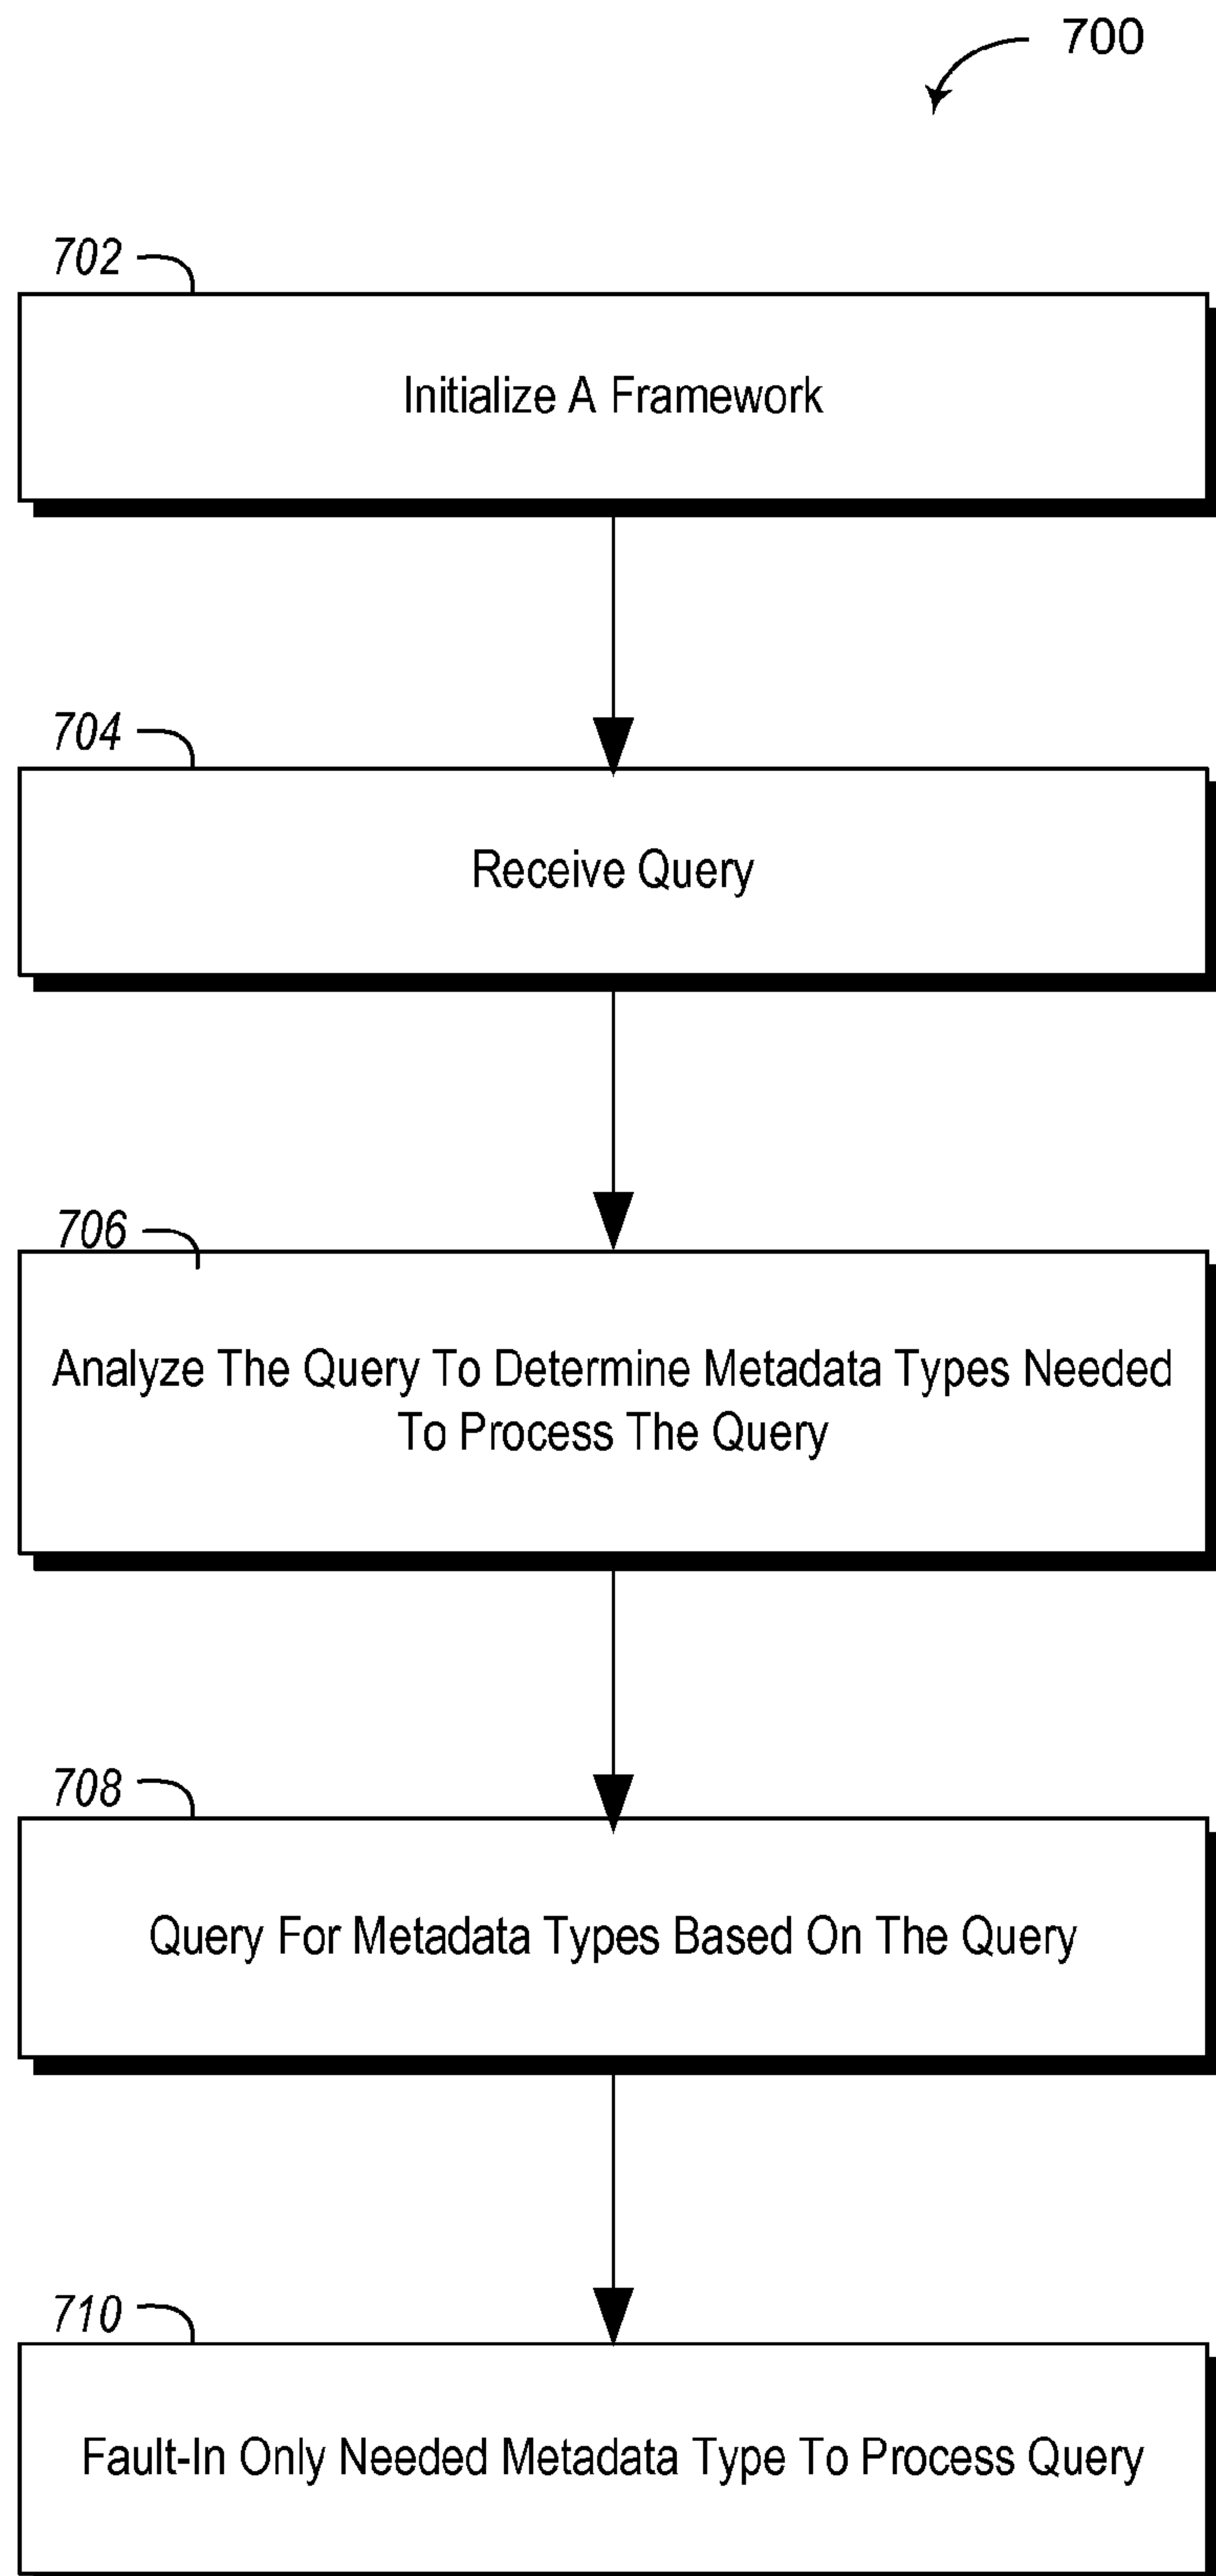 700
702
Initialize A Framework
704
Receive Query
706
Analyze The Query To Determine Metadata Types Needed
To Process The Query
708
Query For Metadata Types Based On The Query
710
Fault-In Only Needed Metadata Type To Process Query